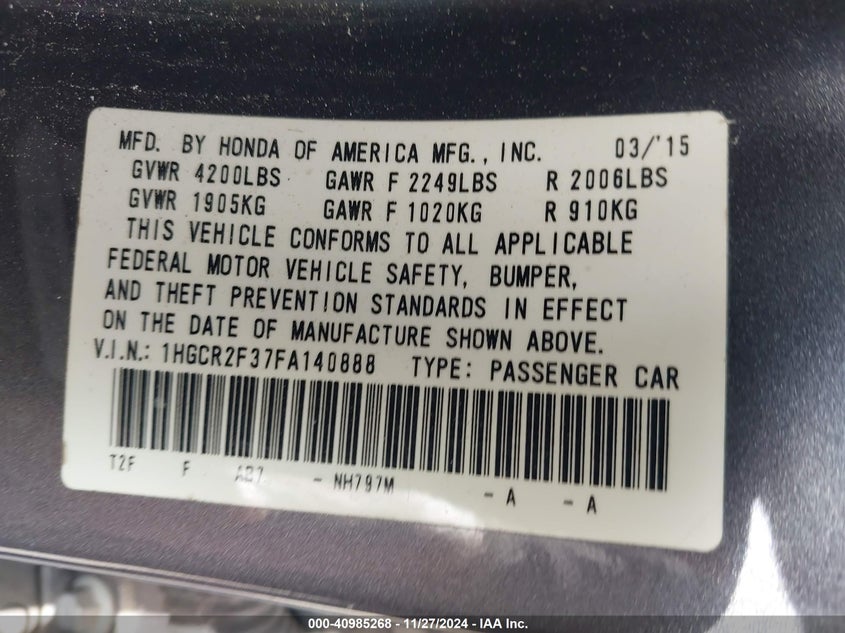 MFD. BY HONDA OF AMERICA MFG., INC. 03/'15
GVWR 4200LBS GAWR F 2249LBS R 2006LBS
GVWR 1905KG GAWR F 1020KG R 910KG
THIS VEHICLE CONFORMS TO ALL APPLICABLE
FEDERAL MOTOR VEHICLE SAFETY, BUMPER,
AND THEFT PREVENTION STANDARDS IN EFFECT
ON THE DATE OF MANUFACTURE SHOWN ABOVE.
V.I.N.: 1HGCR2F37FA140888 TYPE: PASSENGER CAR
T2F F AB7 - NH797M - A - A
000-40985268 - 11/27/2024 - IAA Inc.